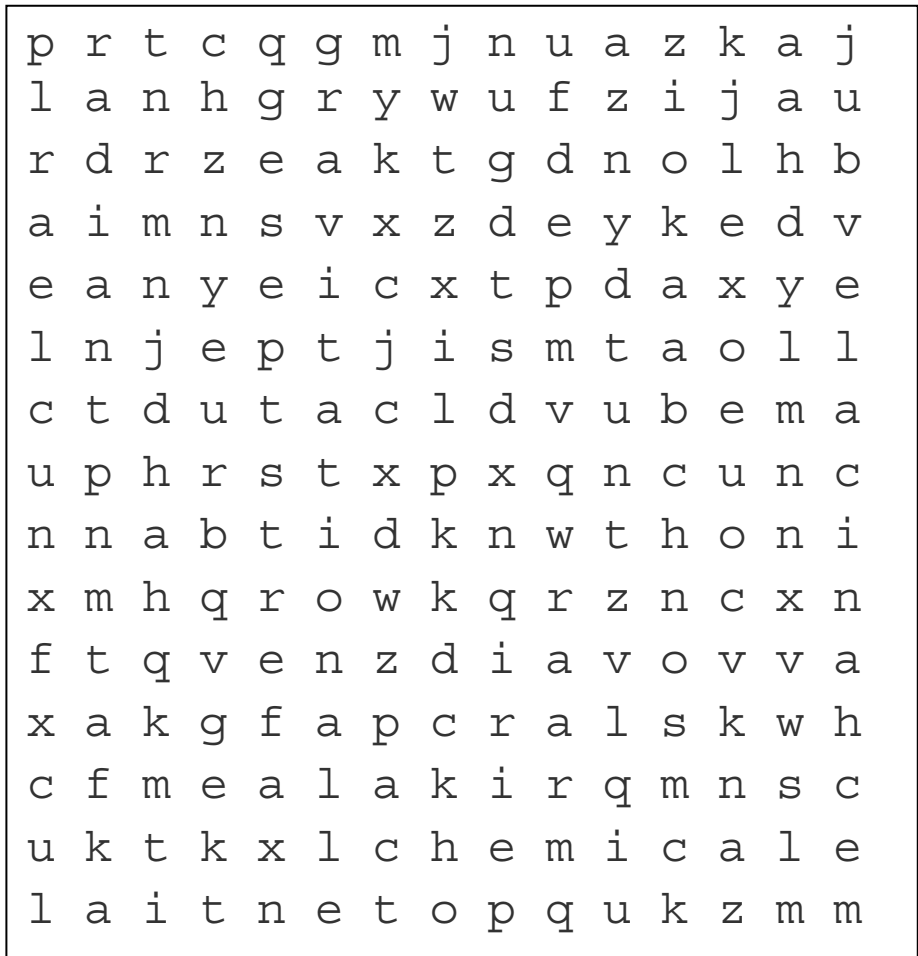 p r t c q g m j n u a z k a j
l a n h g r y w u f z i j a u
r d r z e a k t g d n o l h b
a i m n s v x z d e y k e d v
e a n y e i c x t p d a x y e
l n j e p t j i s m t a o l l
c t d u t a c l d v u b e m a
u p h r s t x p x q n c u n c
n n a b t i d k n w t h o n i
x m h q r o w k q r z n c x n
f t q v e n z d i a v o v v a
x a k g f a p c r a l s k w h
c f m e a l a k i r q m n s c
u k t k x l c h e m i c a l e
l a i t n e t o p q u k z m m